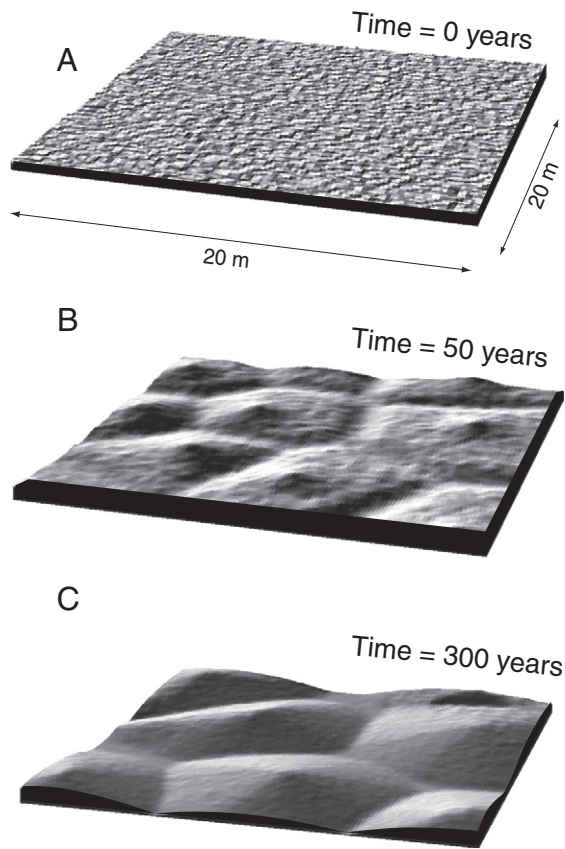 Time = 0 years
A
20 m
20 m
B
Time = 50 years
C
Time = 300 years